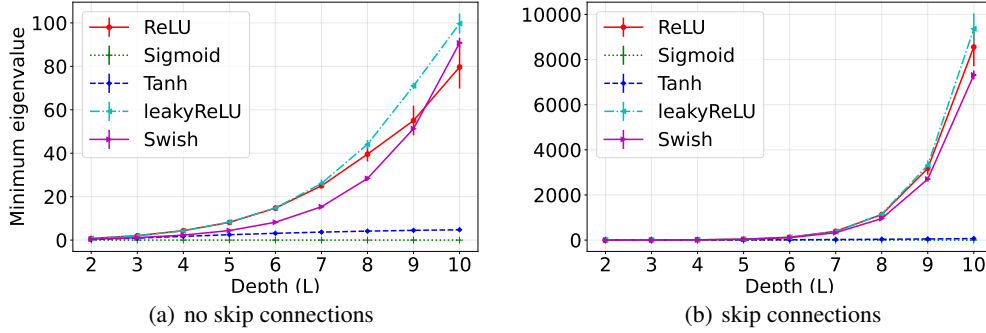 Minimum eigenvalue
100
80
60
40
20
0
ReLU
Sigmoid
Tanh
leakyReLU
Swish
2 3 4 5 6 7 8 9 10
Depth (L)
(a) no skip connections
10000
8000
6000
4000
2000
0
ReLU
Sigmoid
Tanh
leakyReLU
Swish
2 3 4 5 6 7 8 9 10
Depth (L)
(b) skip connections